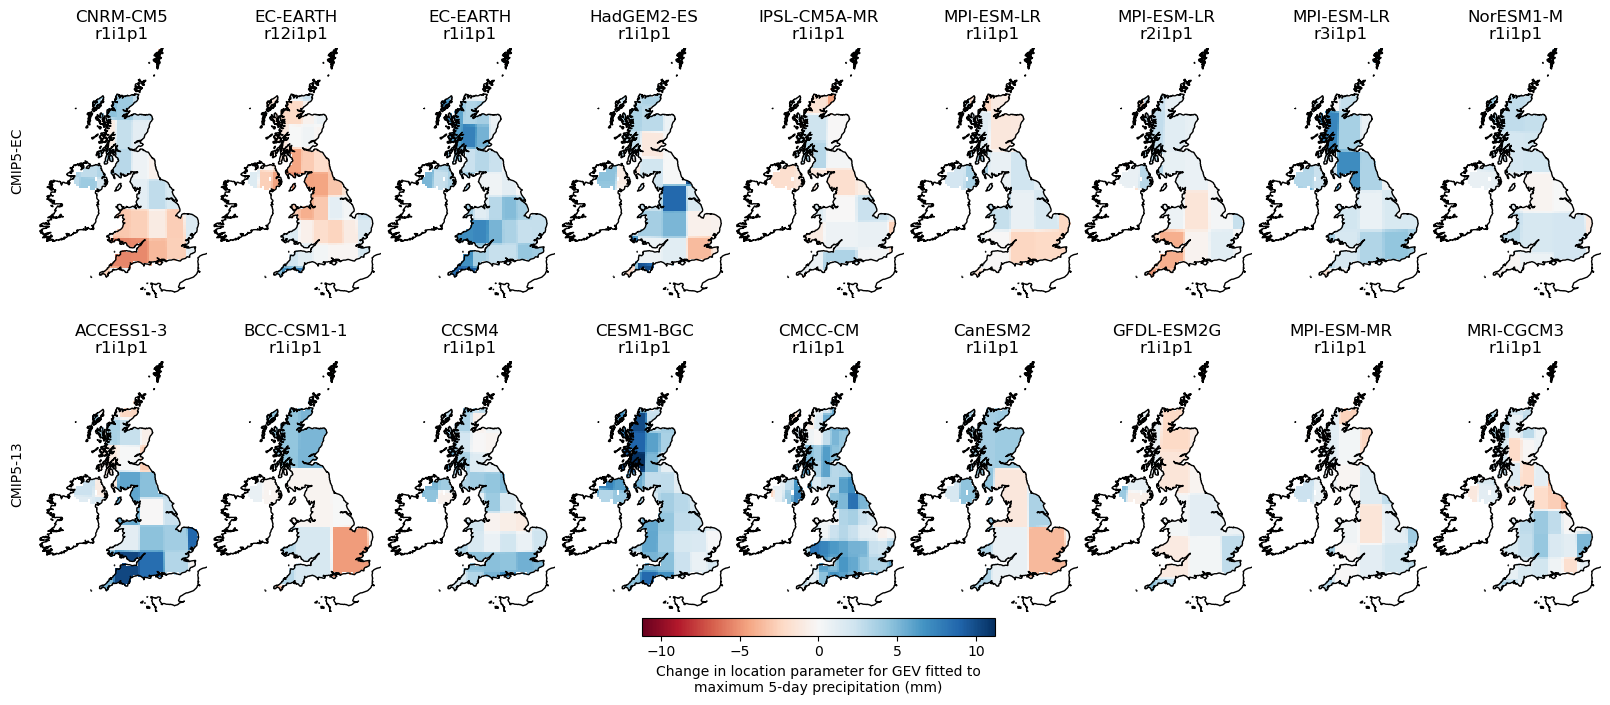 CNRM-CM5 EC-EARTH EC-EARTH HadGEM2-ES IPSL-CM5A-MR MPI-ESM-LR MPI-ESM-LR MPI-ESM-LR NorESM1-M
r1i1p1 r12i1p1 r1i1p1 r1i1p1 r1i1p1 r1i1p1 r2i1p1 r3i1p1 r1i1p1
CMIP5-EC
ACCESS1-3 BCC-CSM1-1 CCSM4 CESM1-BGC CMCC-CM CanESM2 GFDL-ESM2G MPI-ESM-MR MRI-CGCM3
r1i1p1 r1i1p1 r1i1p1 r1i1p1 r1i1p1 r1i1p1 r1i1p1 r1i1p1 r1i1p1
CMIP5-13
−10 −5 0 5 10
Change in location parameter for GEV fitted to
maximum 5-day precipitation (mm)